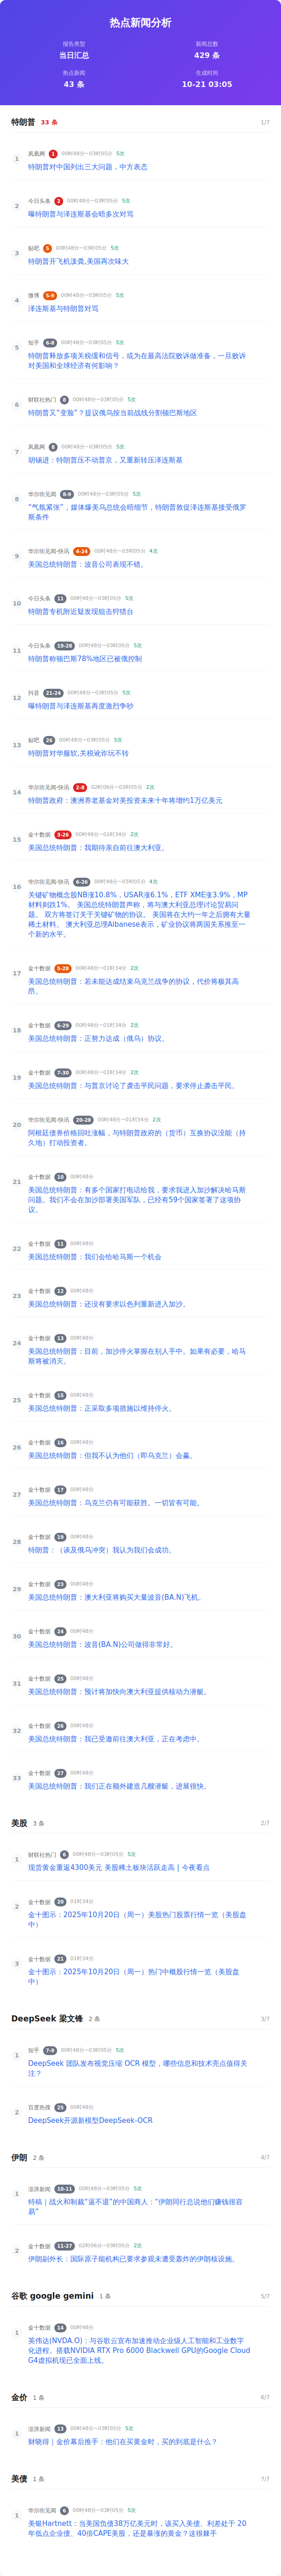 热点新闻分析
报告类型
当日汇总
新闻总数
429 条
热点新闻
43 条
生成时间
10-21 03:05
特朗普 33 条 1/7
1
凤凰网 1 00时48分~03时05分 5次
特朗普对中国列出三大问题，中方表态
2
今日头条 2 00时48分~03时05分 5次
曝特朗普与泽连斯基会晤多次对骂
3
贴吧 5 00时48分~03时05分 5次
特朗普开飞机泼粪,美国再次味大
4
微博 5-9 00时48分~03时05分 5次
泽连斯基与特朗普对骂
5
知乎 6-8 00时48分~03时05分 5次
特朗普释放多项关税缓和信号，或为在最高法院败诉做准备，一旦败诉
对美国和全球经济有何影响？
6
财联社热门 8 00时48分~03时05分 5次
特朗普又“变脸”？提议俄乌按当前战线分割顿巴斯地区
7
凤凰网 8 00时48分~03时05分 5次
胡锡进：特朗普压不动普京，又重新转压泽连斯基
8
华尔街见闻 8-9 00时48分~03时05分 5次
“气氛紧张”，媒体爆美乌总统会暗细节，特朗普敦促泽连斯接受俄罗
斯条件
9
华尔街见闻-快讯 4-24 00时48分~03时05分 4次
美国总统特朗普：波音公司表现不错。
10
今日头条 11 00时48分~03时05分 5次
特朗普专机附近疑发现狙击狩猎台
11
今日头条 19-28 00时48分~03时05分 5次
特朗普称顿巴斯78%地区已被俄控制
12
抖音 21-24 00时48分~03时05分 5次
曝特朗普与泽连斯基再度激烈争吵
13
贴吧 26 00时48分~03时05分 5次
特朗普对华服软,关税讹诈玩不转
14
华尔街见闻-快讯 2-8 02时06分~03时05分 2次
特朗普政府：澳洲养老基金对美投资未来十年将增约1万亿美元
15
金十数据 3-26 00时48分~01时34分 2次
美国总统特朗普：我期待亲自前往澳大利亚。
16
华尔街见闻-快讯 6-26 00时48分~03时05分 4次
关键矿物概念股NB涨10.8%，USAR涨6.1%，ETF XME涨3.9%，MP
材料则跌1%。 美国总统特朗普声称，将与澳大利亚总理讨论贸易问
题。 双方将签订关于关键矿物的协议。 美国将在大约一年之后拥有大量
稀土材料。 澳大利亚总理Albanese表示，矿业协议将两国关系推至一
个新的水平。
17
金十数据 5-28 00时48分~01时34分 2次
美国总统特朗普：若未能达成结束乌克兰战争的协议，代价将极其高
昂。
18
金十数据 6-29 00时48分~01时34分 2次
美国总统特朗普：正努力达成（俄乌）协议。
19
金十数据 7-30 00时48分~01时34分 2次
美国总统特朗普：与普京讨论了袭击平民问题，要求停止袭击平民。
20
华尔街见闻-快讯 20-28 00时48分~01时34分 2次
阿根廷债券价格回吐涨幅，与特朗普政府的（货币）互换协议没能（持
久地）打动投资者。
21
金十数据 10 00时48分
美国总统特朗普：有多个国家打电话给我，要求我进入加沙解决哈马斯
问题。我们不会在加沙部署美国军队，已经有59个国家签署了这项协
议。
22
金十数据 11 00时48分
美国总统特朗普：我们会给哈马斯一个机会
23
金十数据 12 00时48分
美国总统特朗普：还没有要求以色列重新进入加沙。
24
金十数据 13 00时48分
美国总统特朗普：目前，加沙停火掌握在别人手中。如果有必要，哈马
斯将被消灭。
25
金十数据 15 00时48分
美国总统特朗普：正采取多项措施以维持停火。
26
金十数据 16 00时48分
美国总统特朗普：但我不认为他们（即乌克兰）会赢。
27
金十数据 17 00时48分
美国总统特朗普：乌克兰仍有可能获胜。一切皆有可能。
28
金十数据 19 00时48分
特朗普：（谈及俄乌冲突）我认为我们会成功。
29
金十数据 23 00时48分
美国总统特朗普：澳大利亚将购买大量波音(BA.N)飞机。
30
金十数据 24 00时48分
美国总统特朗普：波音(BA.N)公司做得非常好。
31
金十数据 25 00时48分
美国总统特朗普：预计将加快向澳大利亚提供核动力潜艇。
32
金十数据 26 00时48分
美国总统特朗普：我已受邀前往澳大利亚，正在考虑中。
33
金十数据 27 00时48分
美国总统特朗普：我们正在额外建造几艘潜艇，进展很快。
美股 3 条 2/7
1
财联社热门 6 00时48分~03时05分 5次
现货黄金重返4300美元 美股稀土板块活跃走高 | 今夜看点
2
金十数据 20 01时34分
金十图示：2025年10月20日（周一）美股热门股票行情一览（美股盘
中）
3
金十数据 21 01时34分
金十图示：2025年10月20日（周一）热门中概股行情一览（美股盘
中）
DeepSeek 梁文锋 2 条 3/7
1
知乎 7-9 00时48分~03时05分 5次
DeepSeek 团队发布视觉压缩 OCR 模型，哪些信息和技术亮点值得关
注？
2
百度热搜 25 00时48分
DeepSeek开源新模型DeepSeek-OCR
伊朗 2 条 4/7
1
澎湃新闻 10-11 00时48分~03时05分 5次
特稿｜战火和制裁“逼不退”的中国商人：“伊朗同行总说他们赚钱很容
易”
2
金十数据 11-27 02时06分~03时05分 2次
伊朗副外长：国际原子能机构已要求参观未遭受轰炸的伊朗核设施。
谷歌 google gemini 1 条 5/7
1
金十数据 14 00时48分
英伟达(NVDA.O)：与谷歌云宣布加速推动企业级人工智能和工业数字
化进程。搭载NVIDIA RTX Pro 6000 Blackwell GPU的Google Cloud
G4虚拟机现已全面上线。
金价 1 条 6/7
1
澎湃新闻 13 00时48分~03时05分 5次
财晓得｜金价幕后推手：他们在买黄金时，买的到底是什么？
美债 1 条 7/7
1
华尔街见闻 6 00时48分~03时05分 5次
美银Hartnett：当美国负债38万亿美元时，该买入美债、利差处于 20
年低点企业债、40倍CAPE美股，还是暴涨的黄金？这很棘手